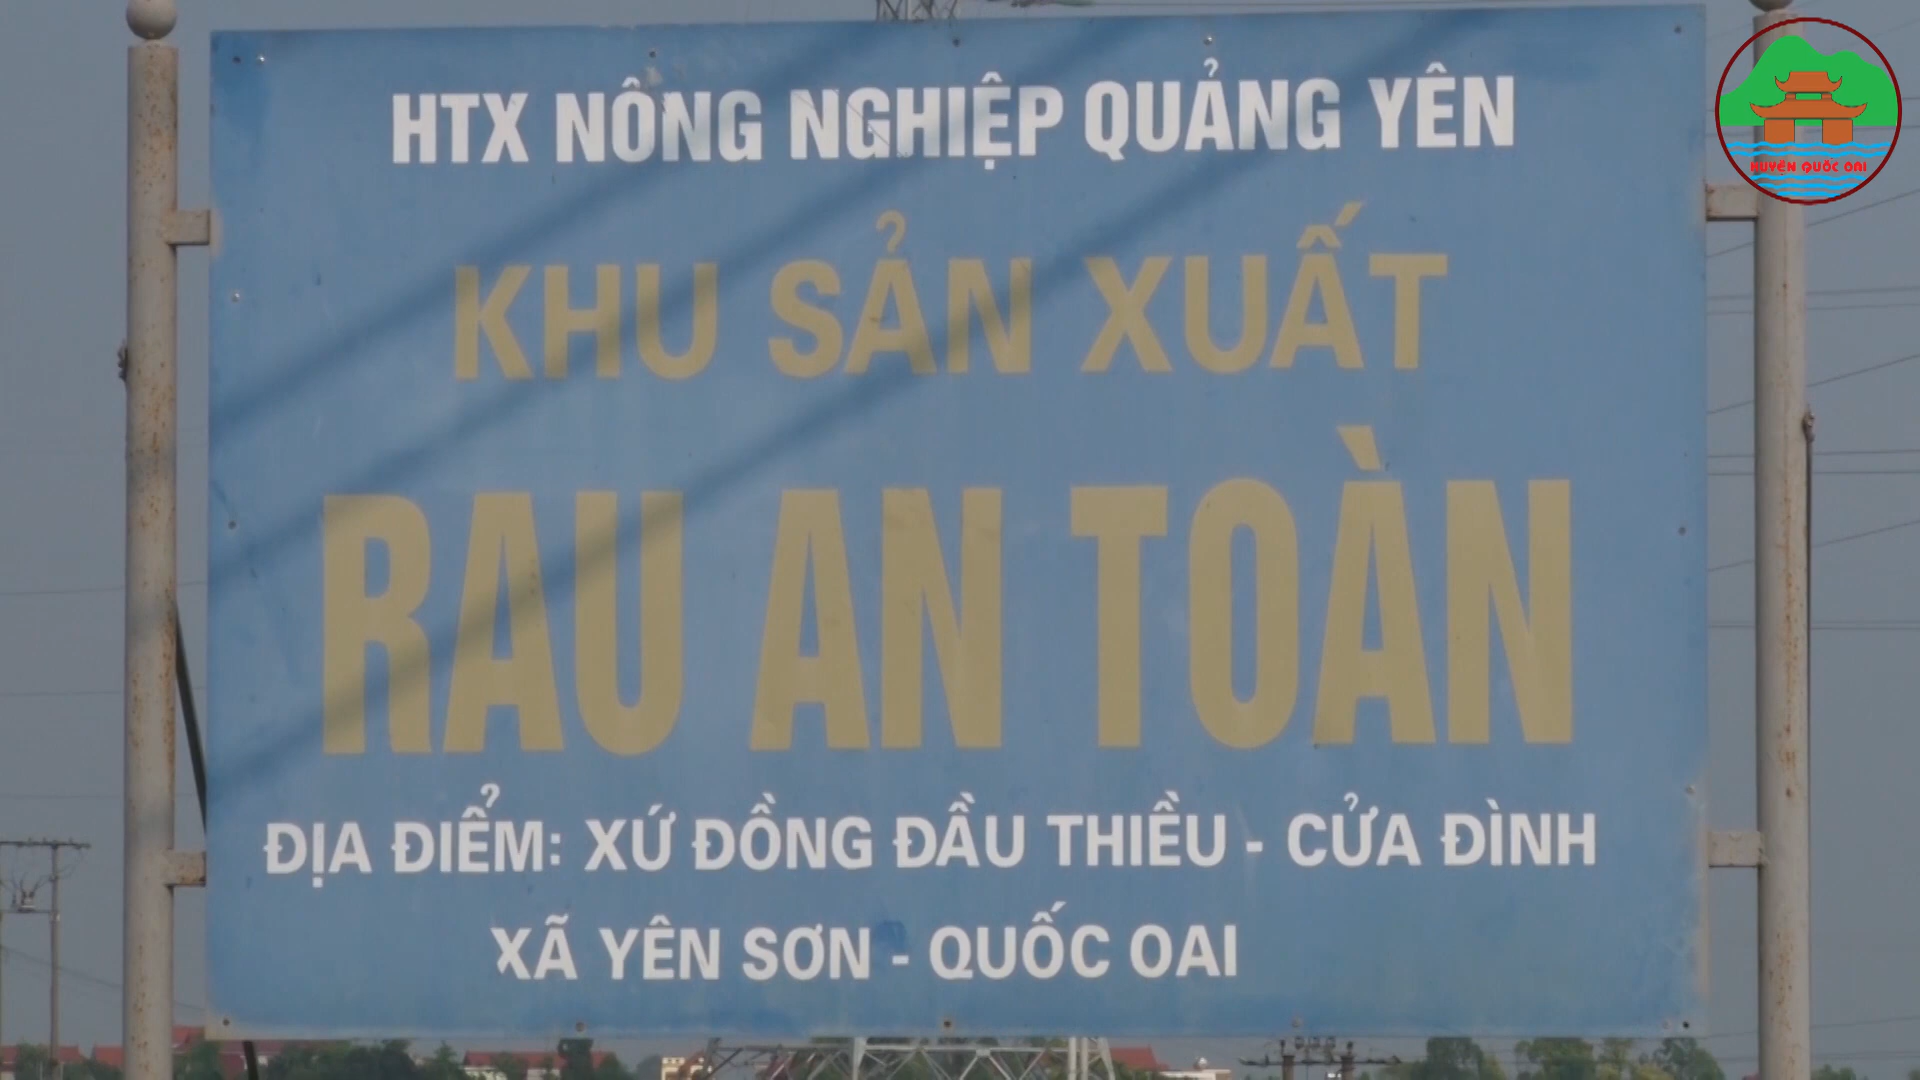 HTX NÔNG NGHIỆP QUẢNG YÊN
HUYỆN QUỐC OAI
KHU SẢN XUẤT
RAU AN TOÀN
ĐỊA ĐIỂM: XỨ ĐỒNG ĐẦU THIỀU - CỬA ĐÌNH
XÃ YÊN SƠN - QUỐC OAI